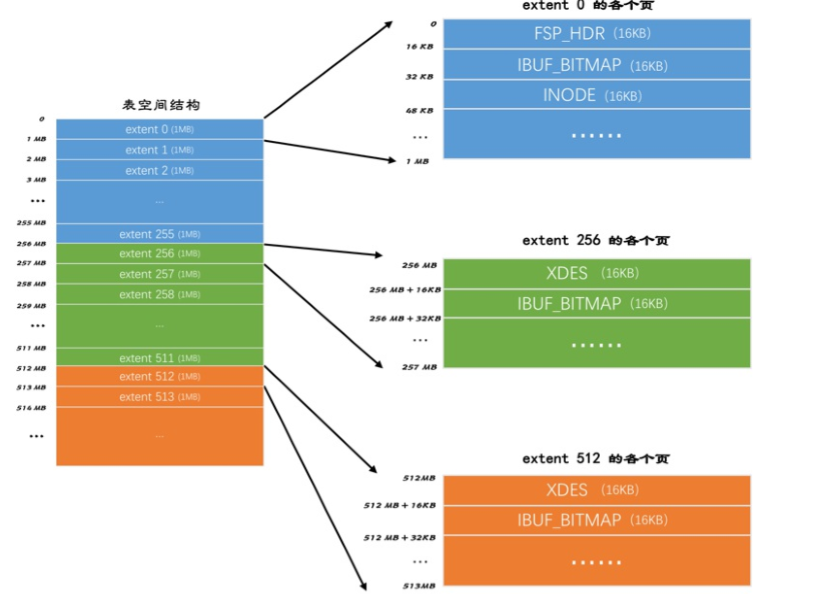 表空间结构
0
extent 0 (1MB)
1 MB
extent 1 (1MB)
2 MB
extent 2 (1MB)
3 MB
...
...
255 MB
extent 255 (1MB)
256 MB
extent 256 (1MB)
257 MB
extent 257 (1MB)
258 MB
extent 258 (1MB)
259 MB
...
...
511 MB
extent 511 (1MB)
512 MB
extent 512 (1MB)
513 MB
extent 513 (1MB)
514 MB
...
...
extent 0 的各个页
0
FSP_HDR (16KB)
16 KB
IBUF_BITMAP (16KB)
32 KB
INODE (16KB)
48 KB
...
......
1 MB
extent 256 的各个页
256 MB
XDES (16KB)
256 MB + 16KB
IBUF_BITMAP (16KB)
256 MB + 32KB
...
......
257 MB
extent 512 的各个页
512MB
XDES (16KB)
512 MB + 16KB
IBUF_BITMAP (16KB)
512 MB + 32KB
...
......
513MB